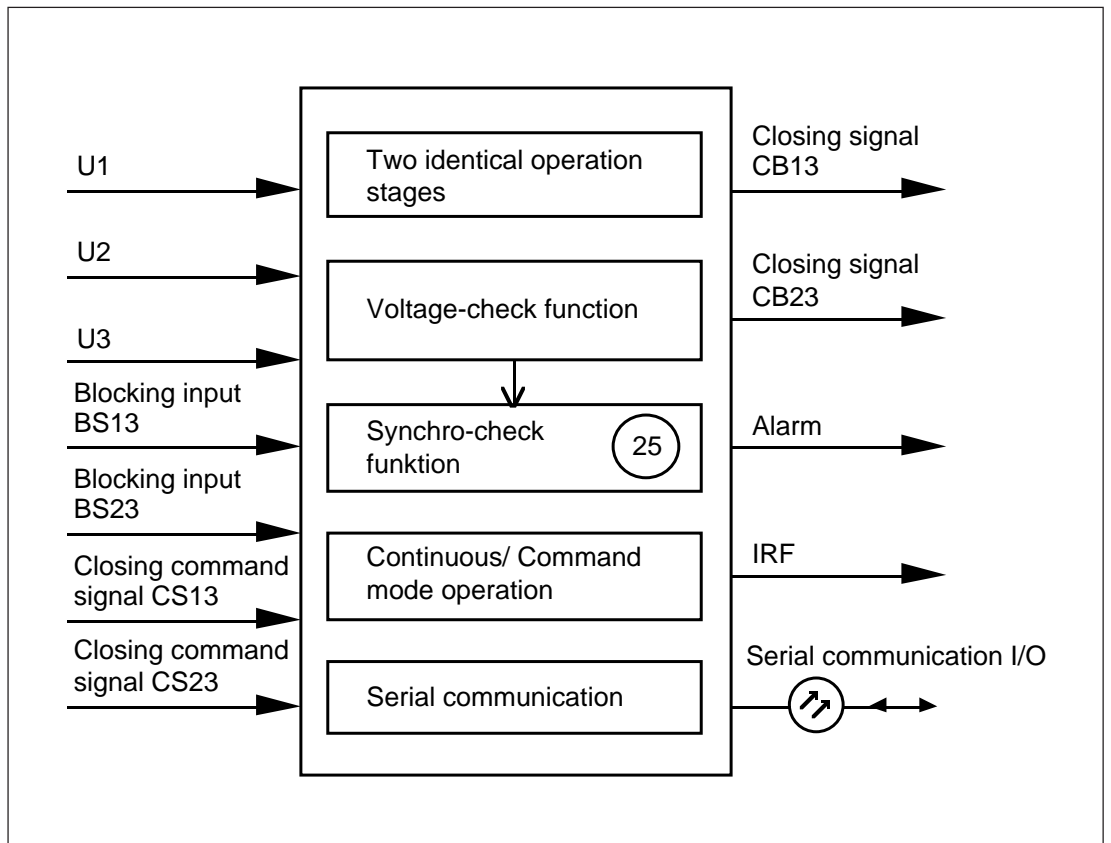 U1
U2
U3
Blocking input
BS13
Blocking input
BS23
Closing command
signal CS13
Closing command
signal CS23
Two identical operation
stages
Voltage-check function
Synchro-check
funktion
25
Continuous/ Command
mode operation
Serial communication
Closing signal
CB13
Closing signal
CB23
Alarm
IRF
Serial communication I/O